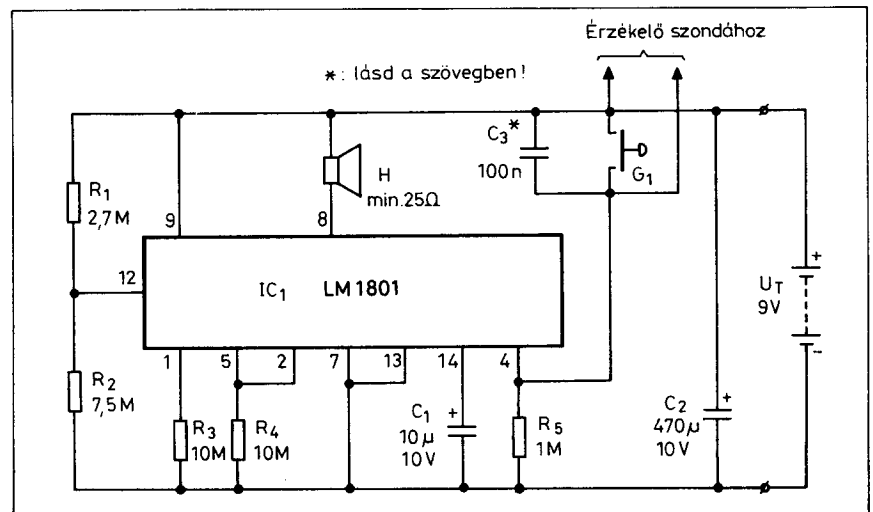 Érzékelő szondához
*: lásd a szövegben!
C3*
100n
G1
R1
2,7M
9
H
min.25Ω
8
12
IC1 LM1801
UT
9V
+
-
1
5
2
7
13
14
4
R2
7,5M
R3
10M
R4
10M
C1
+
10μ
10V
R5
1M
C2
+
470μ
10V